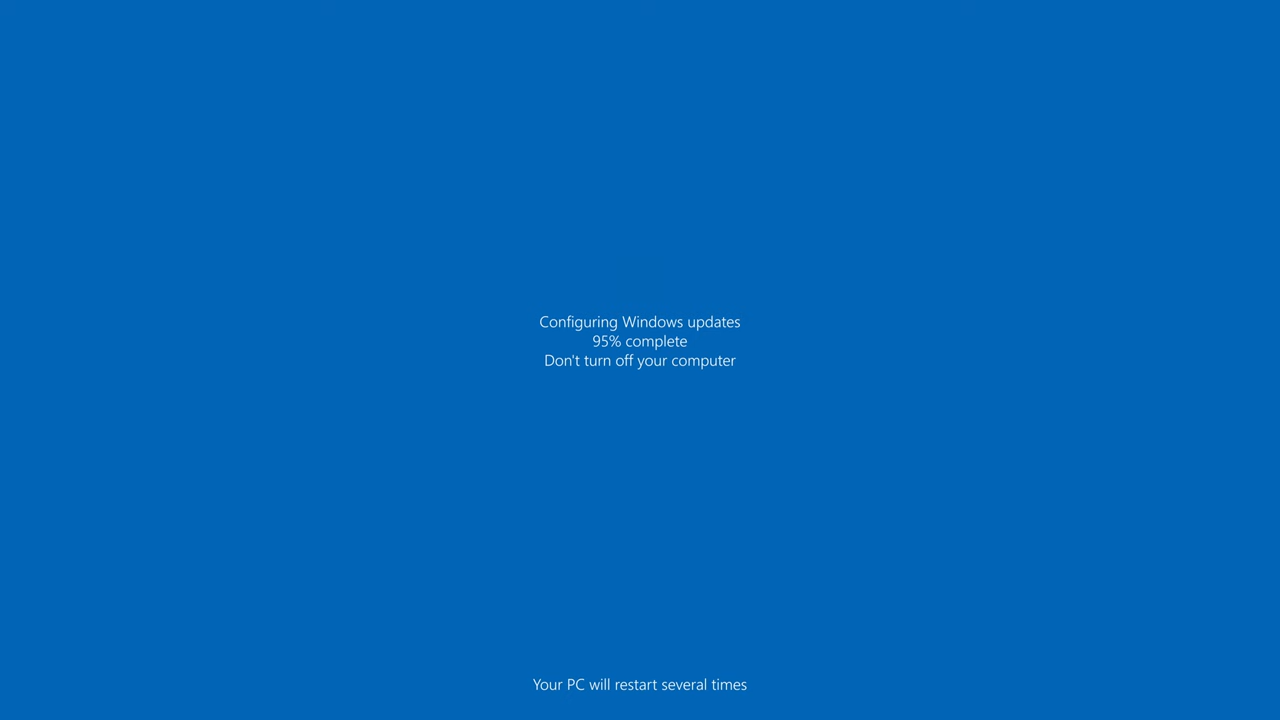 Configuring Windows updates
95% complete
Don't turn off your computer
Your PC will restart several times